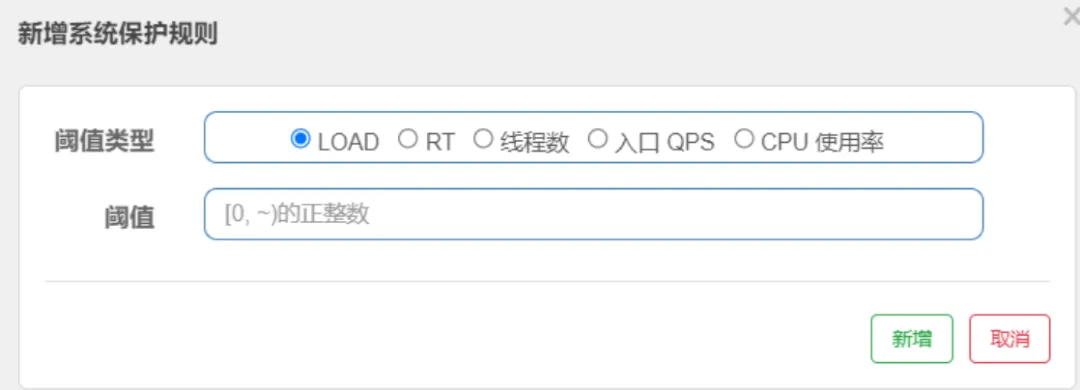 新增系统保护规则
阈值类型 LOAD RT 线程数 入口 QPS CPU 使用率
阈值 [0, ~)的正整数
新增 取消